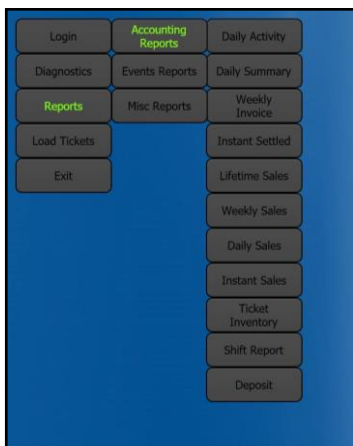 Login
Diagnostics
Reports
Load Tickets
Exit
Accounting
Reports
Events Reports
Misc Reports
Daily Activity
Daily Summary
Weekly
Invoice
Instant Settled
Lifetime Sales
Weekly Sales
Daily Sales
Instant Sales
Ticket
Inventory
Shift Report
Deposit